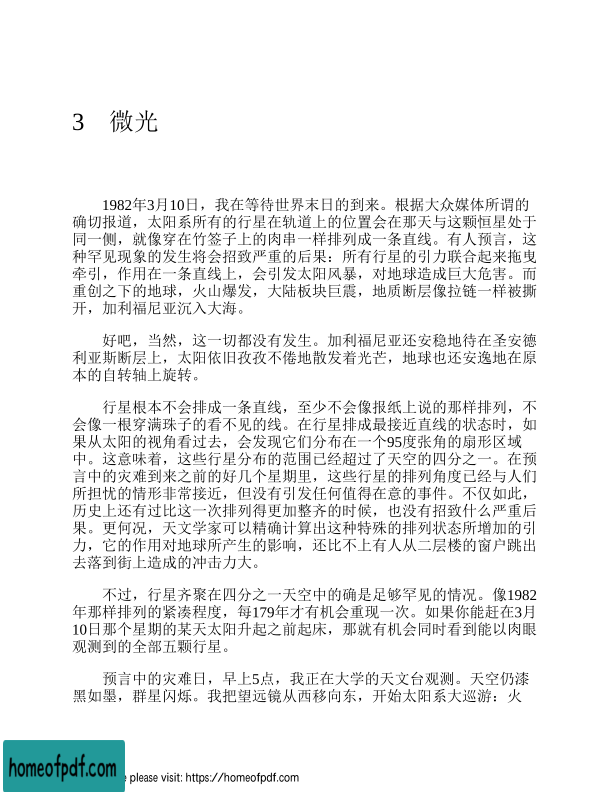 3 微光
1982年3月10日，我在等待世界末日的到来。根据大众媒体所谓的
确切报道，太阳系所有的行星在轨道上的位置会在那天与这颗恒星处于
同一侧，就像穿在竹签子上的肉串一样排列成一条直线。有人预言，这
种罕见现象的发生将会招致严重的后果：所有行星的引力联合起来拖曳
牵引，作用在一条直线上，会引发太阳风暴，对地球造成巨大危害。而
重创之下的地球，火山爆发，大陆板块巨震，地质断层像拉链一样被撕
开，加利福尼亚沉入大海。
好吧，当然，这一切都没有发生。加利福尼亚还安稳地待在圣安德
利亚斯断层上，太阳依旧孜孜不倦地散发着光芒，地球也还安逸地在原
本的自转轴上旋转。
行星根本不会排成一条直线，至少不会像报纸上说的那样排列，不
会像一根穿满珠子的看不见的线。在行星排成最接近直线的状态时，如
果从太阳的视角看过去，会发现它们分布在一个95度张角的扇形区域
中。这意味着，这些行星分布的范围已经超过了天空的四分之一。在预
言中的灾难到来之前的好几个星期里，这些行星的排列角度已经与人们
所担忧的情形非常接近，但没有引发任何值得在意的事件。不仅如此，
历史上还有过比这一次排列得更加整齐的时候，也没有招致什么严重后
果。更何况，天文学家可以精确计算出这种特殊的排列状态所增加的引
力，它的作用对地球所产生的影响，还比不上有人从二层楼的窗户跳出
去落到街上造成的冲击力大。
不过，行星齐聚在四分之一天空中的确是足够罕见的情况。像1982
年那样排列的紧凑程度，每179年才有机会重现一次。如果你能赶在3月
10日那个星期的某天太阳升起之前起床，那就有机会同时看到能以肉眼
观测到的全部五颗行星。
预言中的灾难日，早上5点，我正在大学的天文台观测。天空仍漆
黑如墨，群星闪烁。我把望远镜从西移向东，开始太阳系大巡游：火
homeofpdf.com
e please visit: https://homeofpdf.com